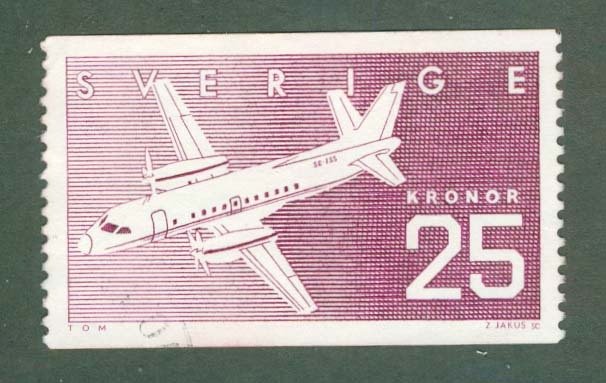 SVERIGE
SE-ISS
KRONOR
25
TOM
Z. JAKUS SC